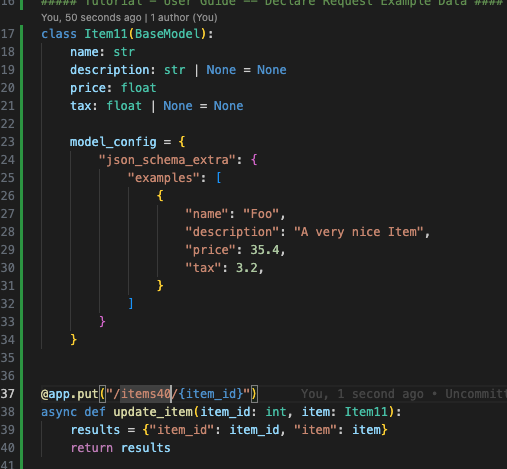 16 ##### Tutorial - User Guide -- Declare Request Example Data ####
You, 50 seconds ago | 1 author (You)
17 class Item11(BaseModel):
18     name: str
19     description: str | None = None
20     price: float
21     tax: float | None = None
22
23     model_config = {
24         "json_schema_extra": {
25             "examples": [
26                 {
27                     "name": "Foo",
28                     "description": "A very nice Item",
29                     "price": 35.4,
30                     "tax": 3.2,
31                 }
32             ]
33         }
34     }
35
36
37 @app.put("/items40/{item_id}")     You, 1 second ago • Uncommitt
38 async def update_item(item_id: int, item: Item11):
39     results = {"item_id": item_id, "item": item}
40     return results
41